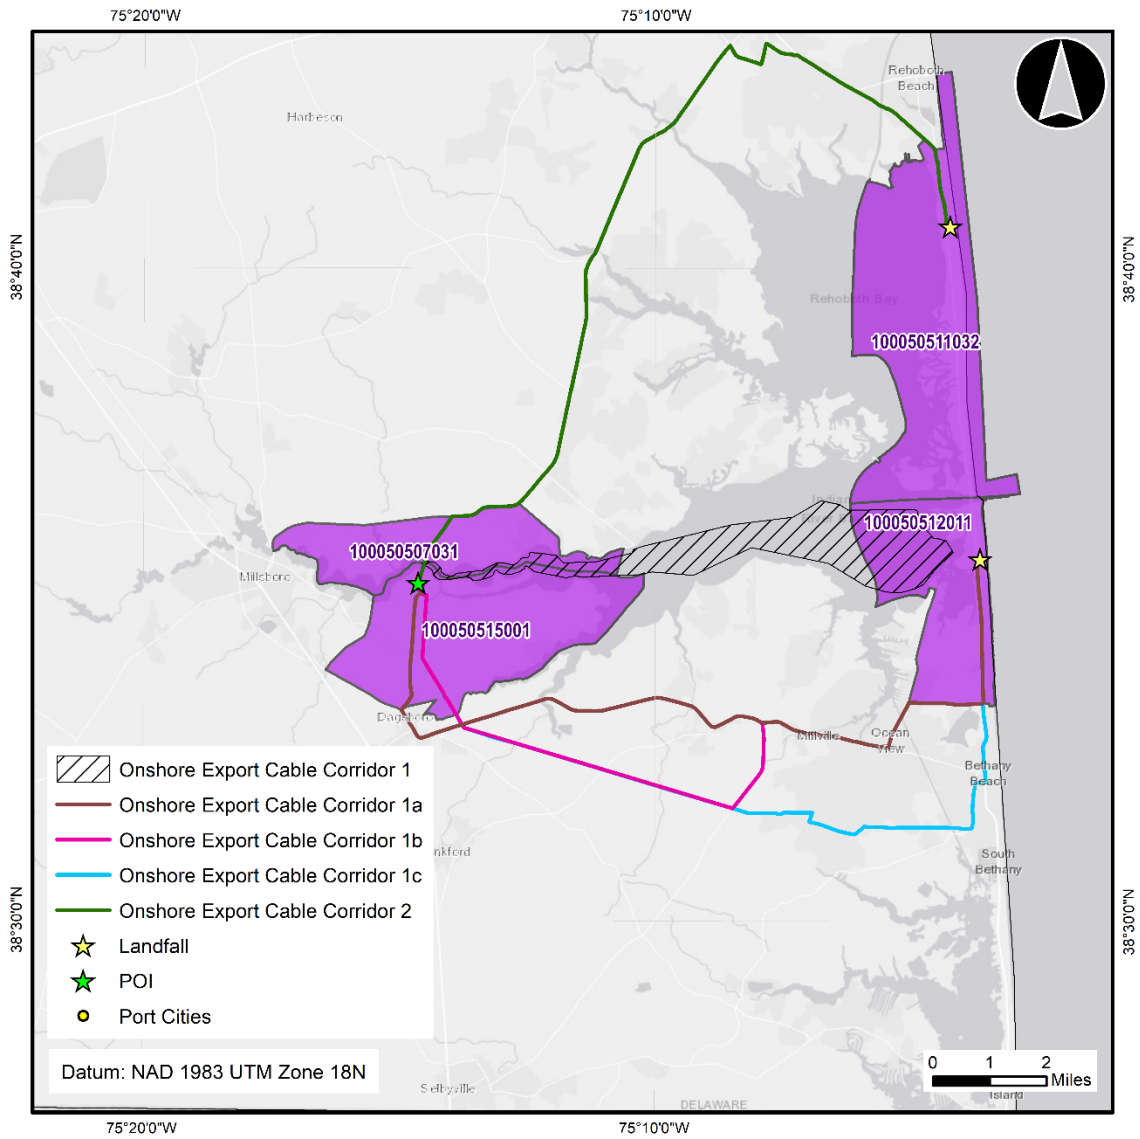 75°20'0"W
75°10'0"W
Rehoboth
Beach
Harbeson
38°40'0"N
38°40'0"N
Rehoboth Bay
100050511032
Indian
River
100050512011
100050507031
Millsboro
100050515001
Dagsboro
Millville
Ocean
View
Bethany
Beach
Onshore Export Cable Corridor 1
Onshore Export Cable Corridor 1a
Onshore Export Cable Corridor 1b
nkford
South
Bethany
Onshore Export Cable Corridor 1c
Onshore Export Cable Corridor 2
38°30'0"N
38°30'0"N
Landfall
POI
Port Cities
Datum: NAD 1983 UTM Zone 18N
0 1 2
Miles
Selbyville
Island
DELAWARE
75°20'0"W
75°10'0"W